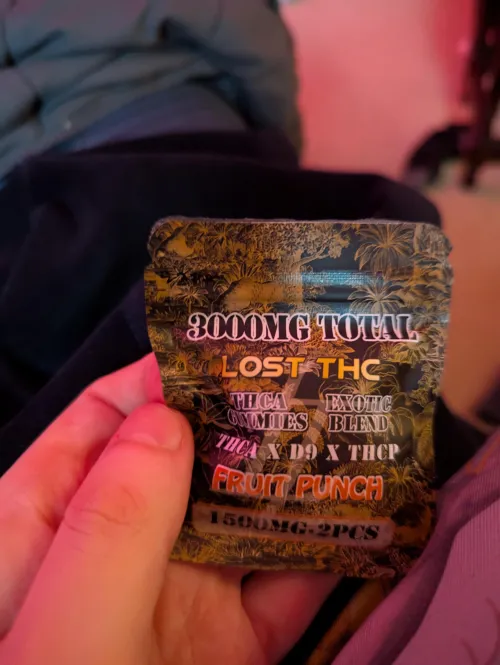 3000MG TOTAL
LOST THC
THCA EXOTIC
GUMMIES BLEND
THCA X D9 X THCP
FRUIT PUNCH
1500MG-2PCS